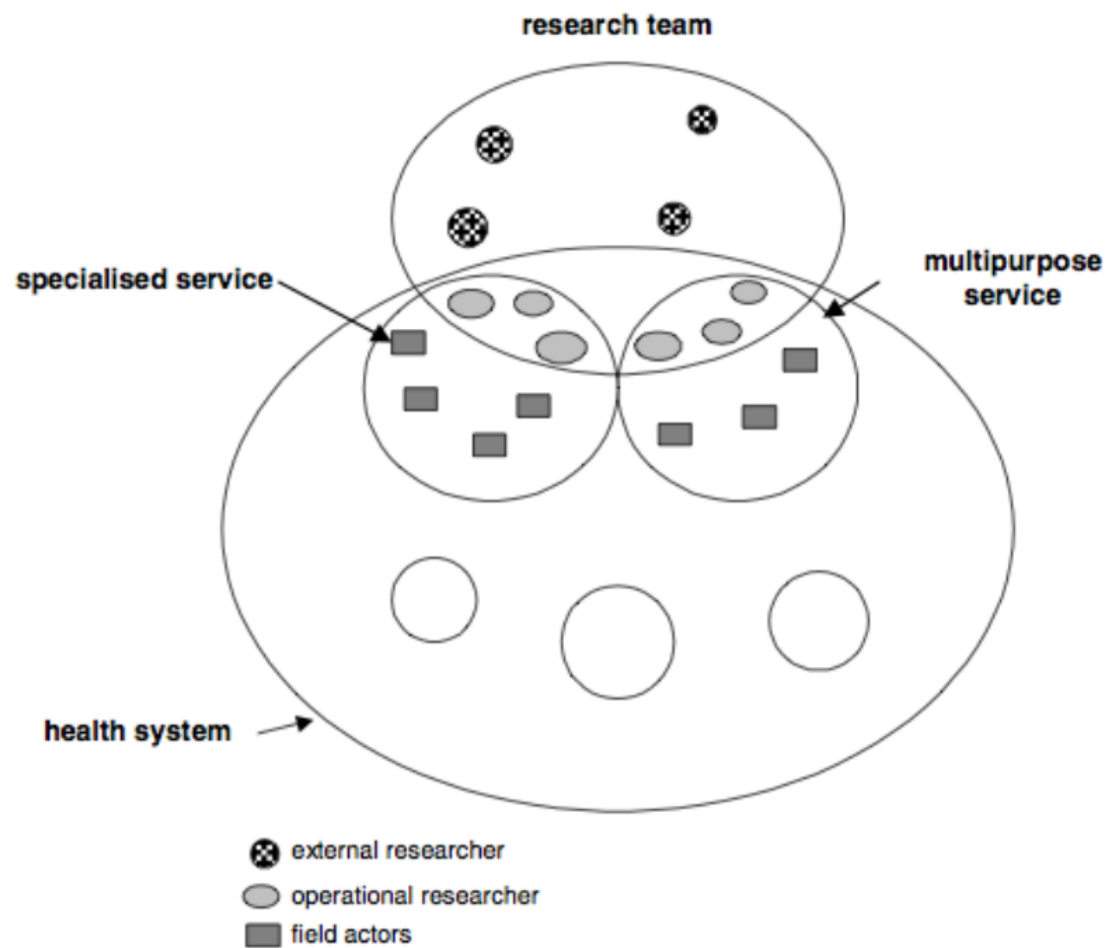 research team
specialised service
multipurpose
service
health system
external researcher
operational researcher
field actors